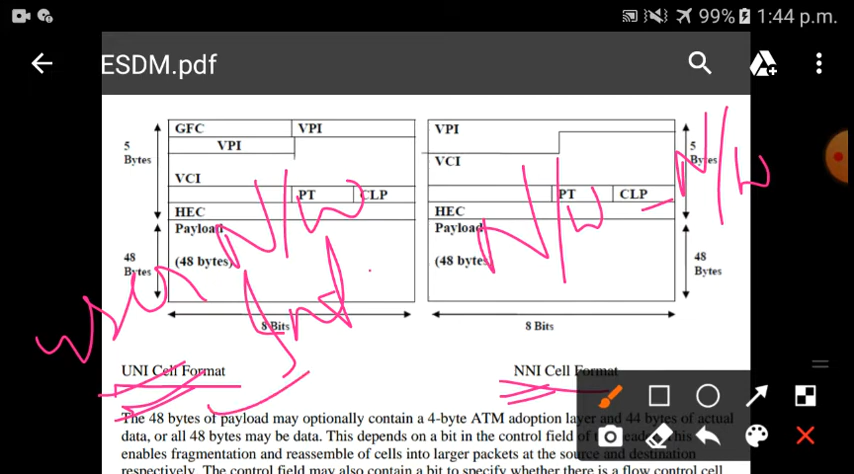 99% 1:44 p.m.
ESDM.pdf
GFC VPI
VPI
VCI
PT CLP
HEC
Payload
(48 bytes)
5
Bytes
48
Bytes
8 Bits
UNI Cell Format
VPI
VCI
PT CLP
HEC
Payload
(48 bytes)
5
Bytes
48
Bytes
8 Bits
NNI Cell Format
N/W
N/W - N/W
The 48 bytes of payload may optionally contain a 4-byte ATM adoption layer and 44 bytes of actual
data, or all 48 bytes may be data. This depends on a bit in the control field of
enables fragmentation and reassemble of cells into larger packets at the source and destination
respectively. The control field may also contain a bit to specify whether there is a flow control cell